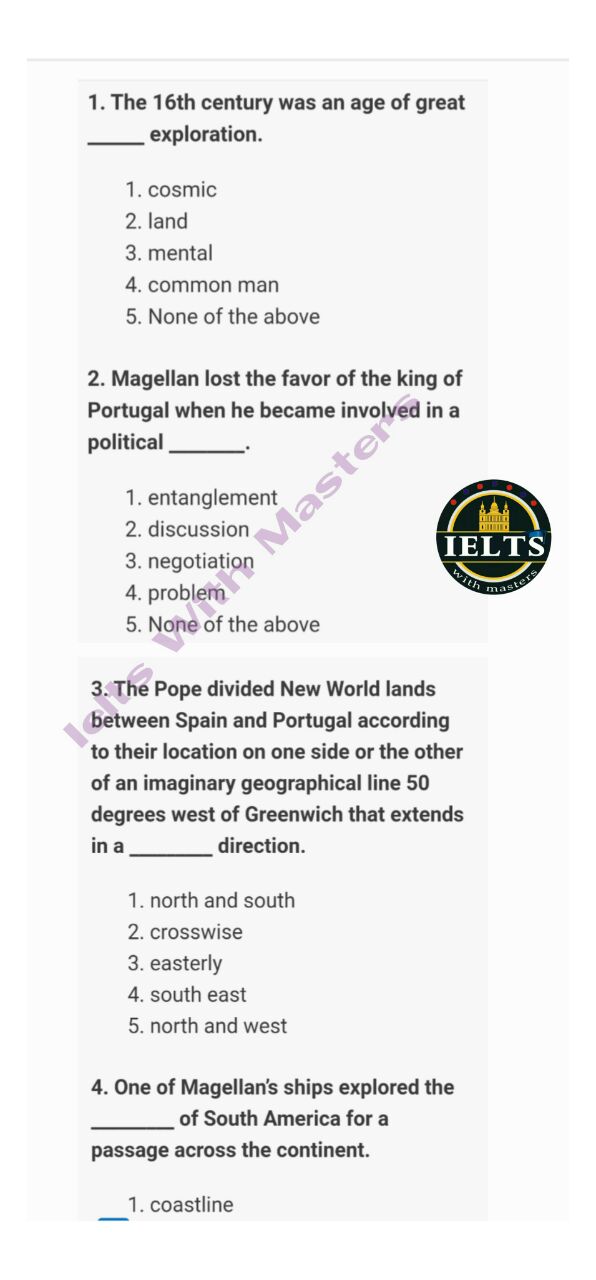 1. The 16th century was an age of great
______ exploration.
1. cosmic
2. land
3. mental
4. common man
5. None of the above
2. Magellan lost the favor of the king of
Portugal when he became involved in a
political ________.
1. entanglement
2. discussion
3. negotiation
4. problem
5. None of the above
Ielts With Masters
IELTS
with masters
3. The Pope divided New World lands
between Spain and Portugal according
to their location on one side or the other
of an imaginary geographical line 50
degrees west of Greenwich that extends
in a _________ direction.
1. north and south
2. crosswise
3. easterly
4. south east
5. north and west
4. One of Magellan's ships explored the
_________ of South America for a
passage across the continent.
1. coastline